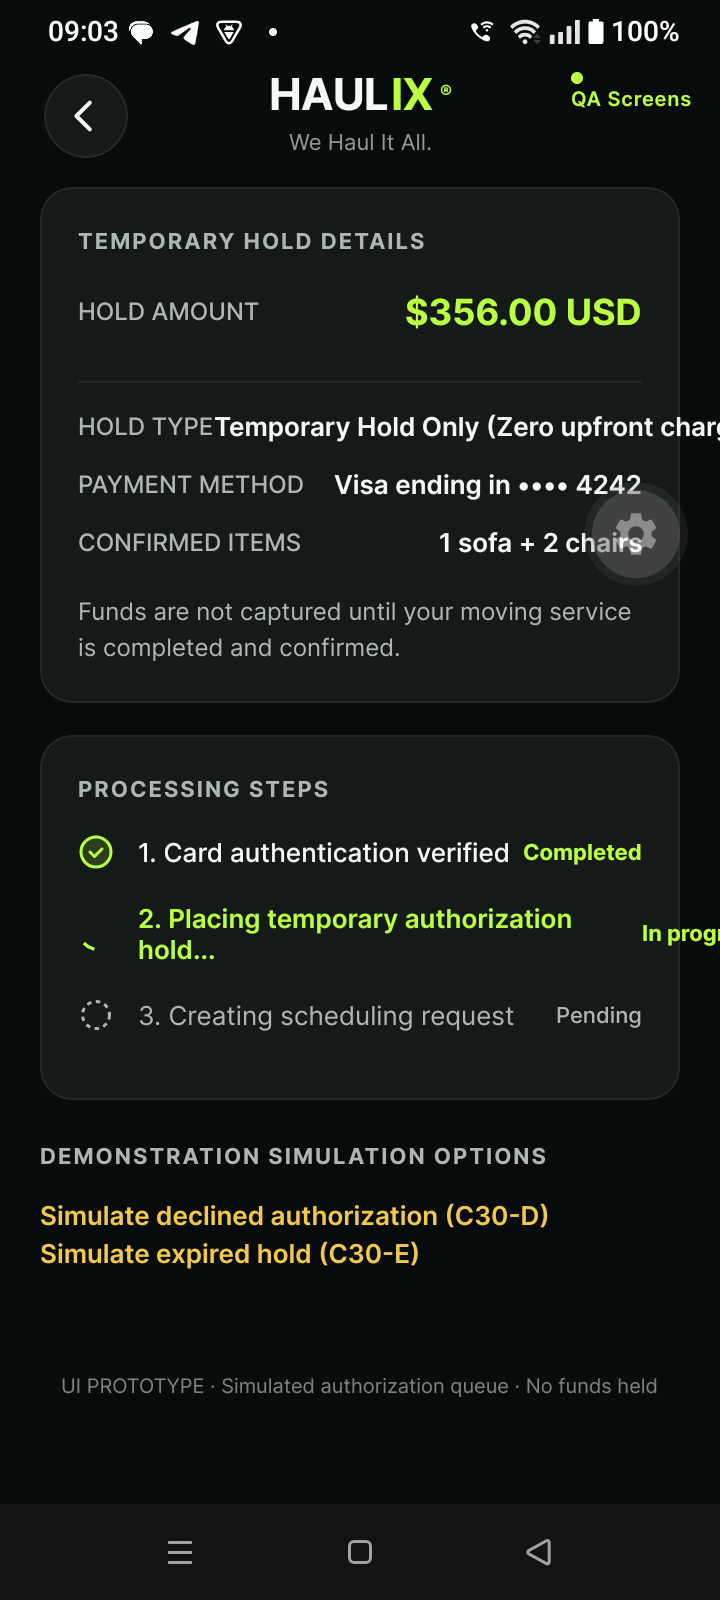 09:03
100%
HAULIX ®
QA Screens
We Haul It All.
TEMPORARY HOLD DETAILS
HOLD AMOUNT $356.00 USD
HOLD TYPE Temporary Hold Only (Zero upfront
PAYMENT METHOD Visa ending in •••• 4242
CONFIRMED ITEMS 1 sofa + 2 chairs
Funds are not captured until your moving service
is completed and confirmed.
PROCESSING STEPS
1. Card authentication verified Completed
2. Placing temporary authorization
hold... In
3. Creating scheduling request Pending
DEMONSTRATION SIMULATION OPTIONS
Simulate declined authorization (C30-D)
Simulate expired hold (C30-E)
UI PROTOTYPE · Simulated authorization queue · No funds held